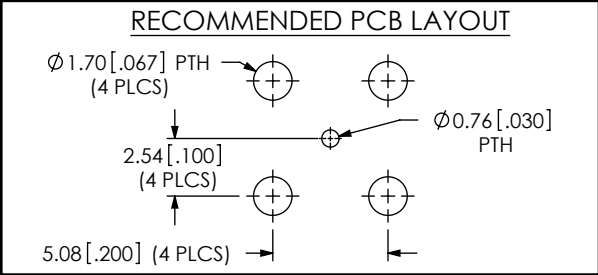 RECOMMENDED PCB LAYOUT
Ø1.70[.067] PTH
(4 PLCS)
Ø0.76[.030]
PTH
2.54[.100]
(4 PLCS)
5.08[.200] (4 PLCS)